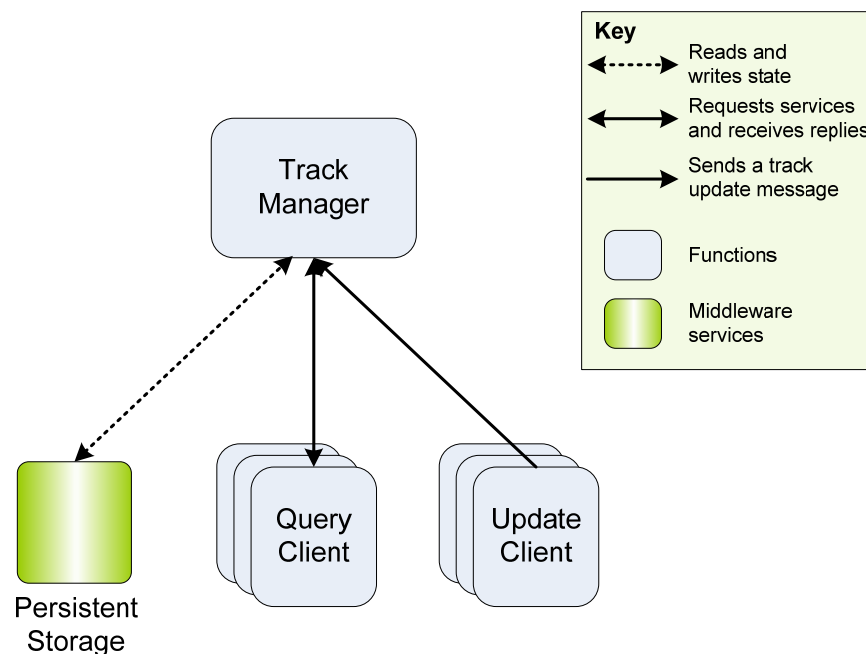 Key
Reads and
writes state
Requests services
and receives replies
Sends a track
update message
Functions
Middleware
services
Track
Manager
Query
Client
Update
Client
Persistent
Storage